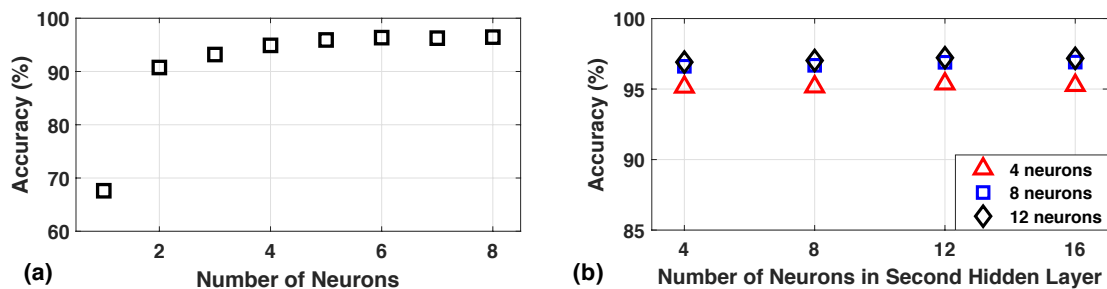 100
90
80
70
60
Accuracy (%)
2
4
6
8
(a)
Number of Neurons
100
95
90
85
Accuracy (%)
4 neurons
8 neurons
12 neurons
4
8
12
16
(b)
Number of Neurons in Second Hidden Layer